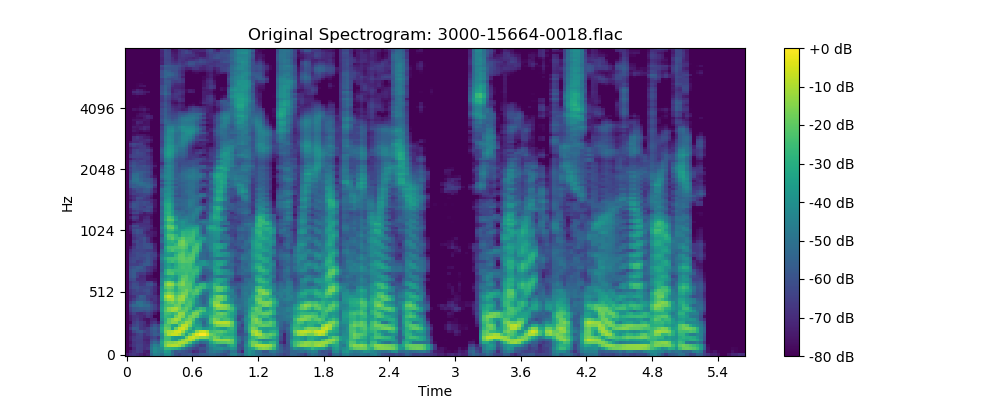 Original Spectrogram: 3000-15664-0018.flac
Hz
4096
2048
1024
512
0
0 0.6 1.2 1.8 2.4 3 3.6 4.2 4.8 5.4
Time
+0 dB
-10 dB
-20 dB
-30 dB
-40 dB
-50 dB
-60 dB
-70 dB
-80 dB